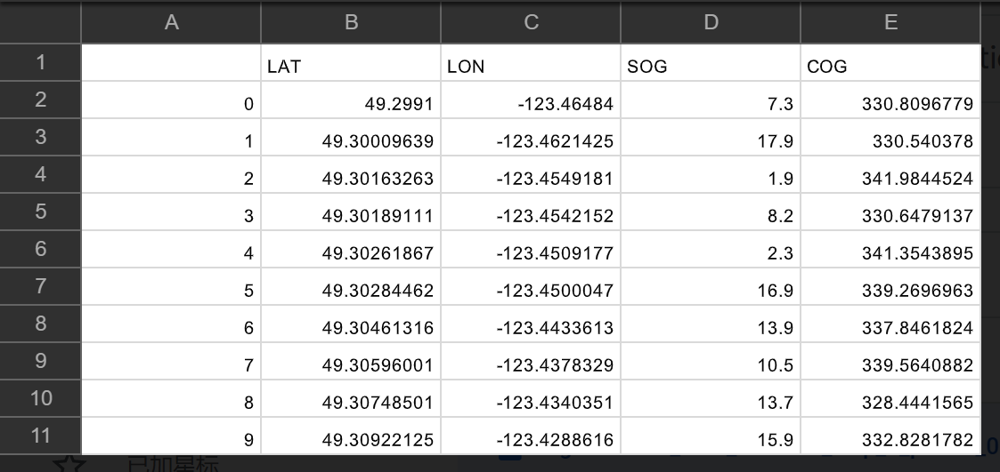 A B C D E
1 LAT LON SOG COG
2 0 49.2991 -123.46484 7.3 330.8096779
3 1 49.30009639 -123.4621425 17.9 330.540378
4 2 49.30163263 -123.4549181 1.9 341.9844524
5 3 49.30189111 -123.4542152 8.2 330.6479137
6 4 49.30261867 -123.4509177 2.3 341.3543895
7 5 49.30284462 -123.4500047 16.9 339.2696963
8 6 49.30461316 -123.4433613 13.9 337.8461824
9 7 49.30596001 -123.4378329 10.5 339.5640882
10 8 49.30748501 -123.4340351 13.7 328.4441565
11 9 49.30922125 -123.4288616 15.9 332.8281782
已加星标